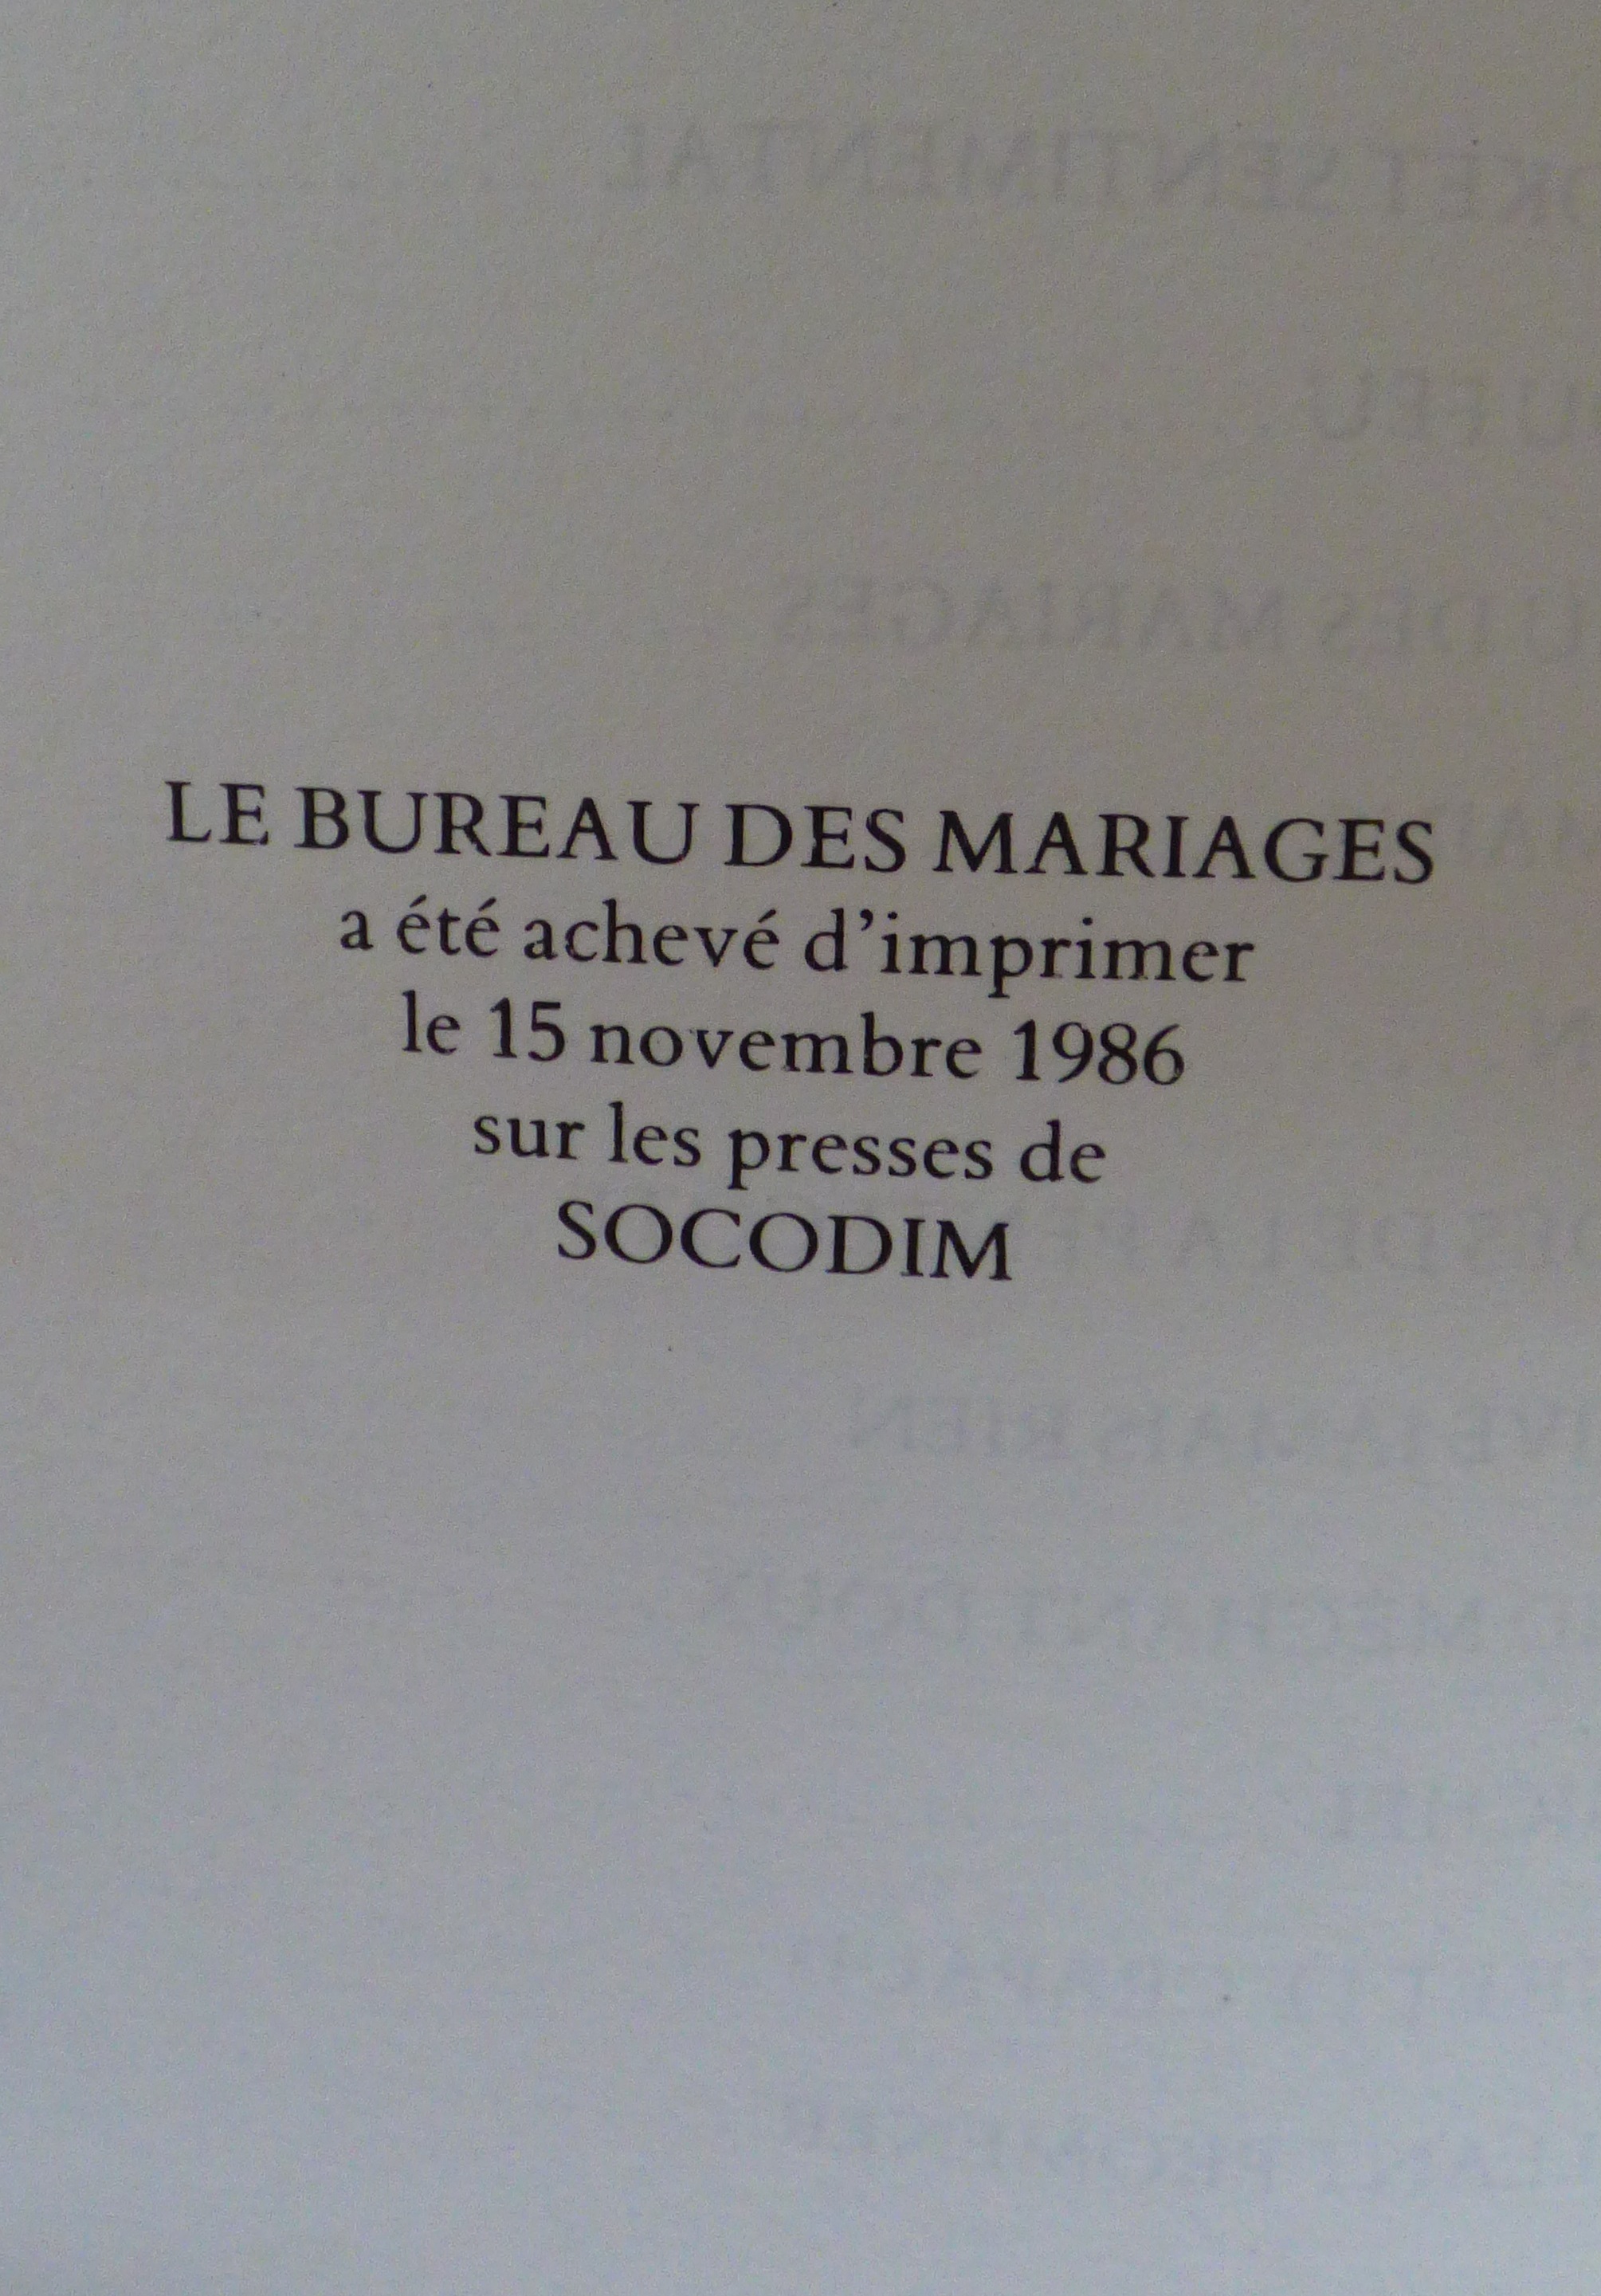 LE BUREAU DES MARIAGES
a été achevé d'imprimer
le 15 novembre 1986
sur les presses de
SOCODIM